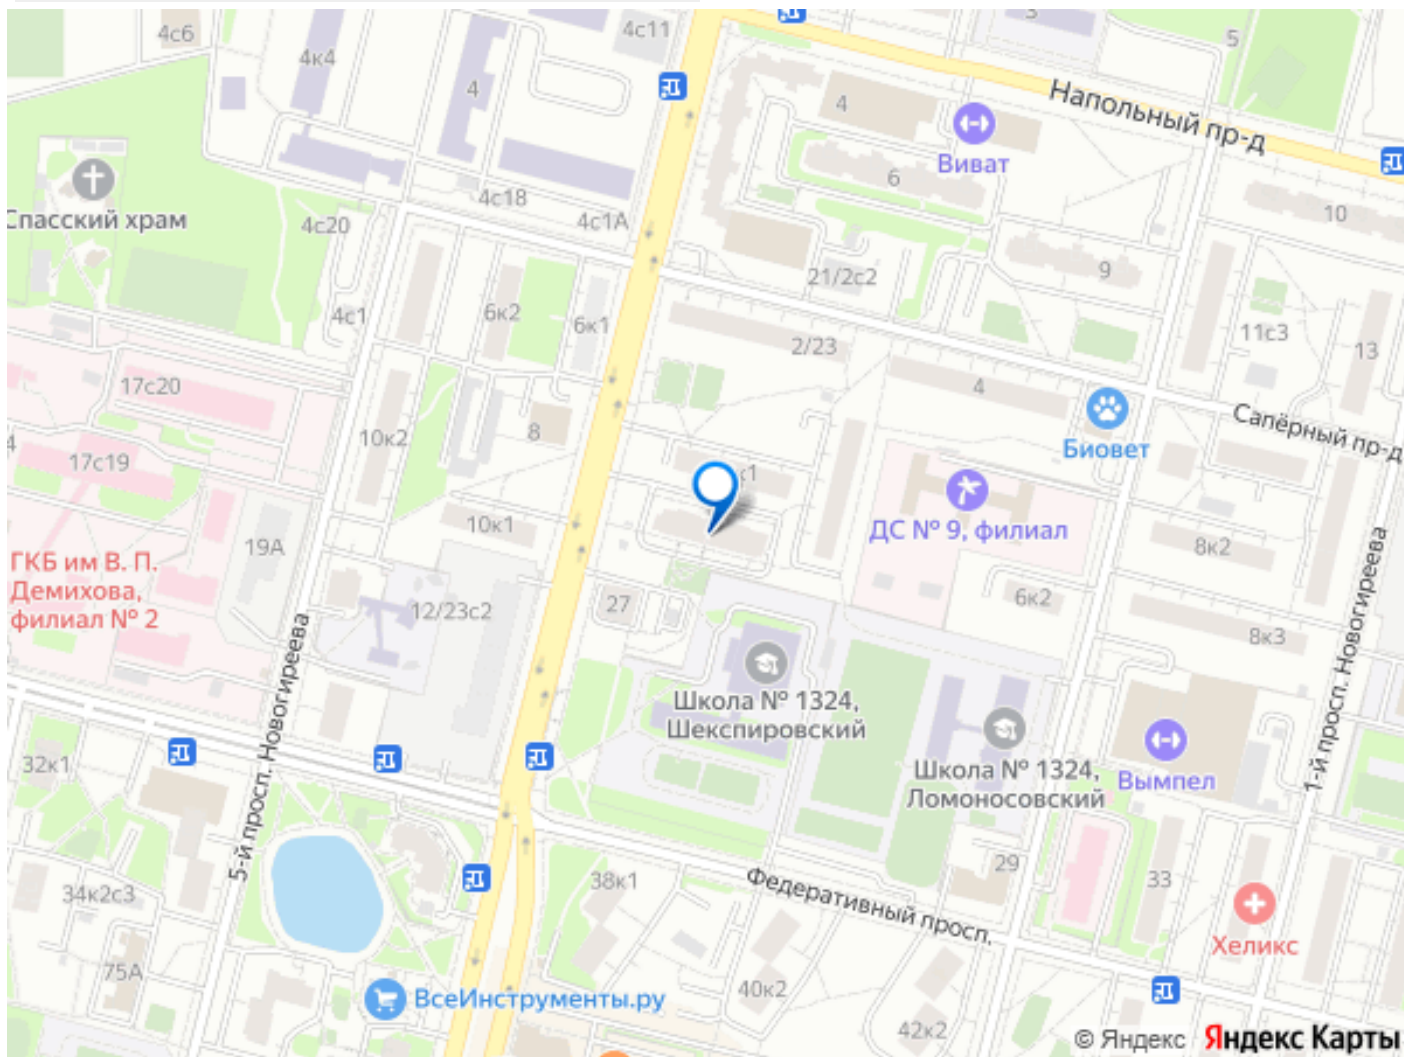 4с6
4с11
3
5
4к4
4
4
Напольный пр-д
Виват
6
4с18
4с1А
Спасский храм
4с20
10
21/2с2
9
4с1
6к2
6к1
2/23
11с3
13
17с20
4
Сапёрный пр-д
Биовет
10к2
8
4
17с19
к1
10к1
ДС № 9, филиал
19А
8к2
ГКБ им В. П.
Демихова,
филиал № 2
12/23с2
27
6к2
8к3
5-й просп. Новогиреева
1-й просп. Новогиреева
Школа № 1324,
Шекспировский
Школа № 1324,
Ломоносовский
Вымпел
32к1
34к2с3
38к1
Федеративный просп.
29
33
Хеликс
75А
ВсеИнструменты.ру
40к2
42к2
© Яндекс Яндекс Карты